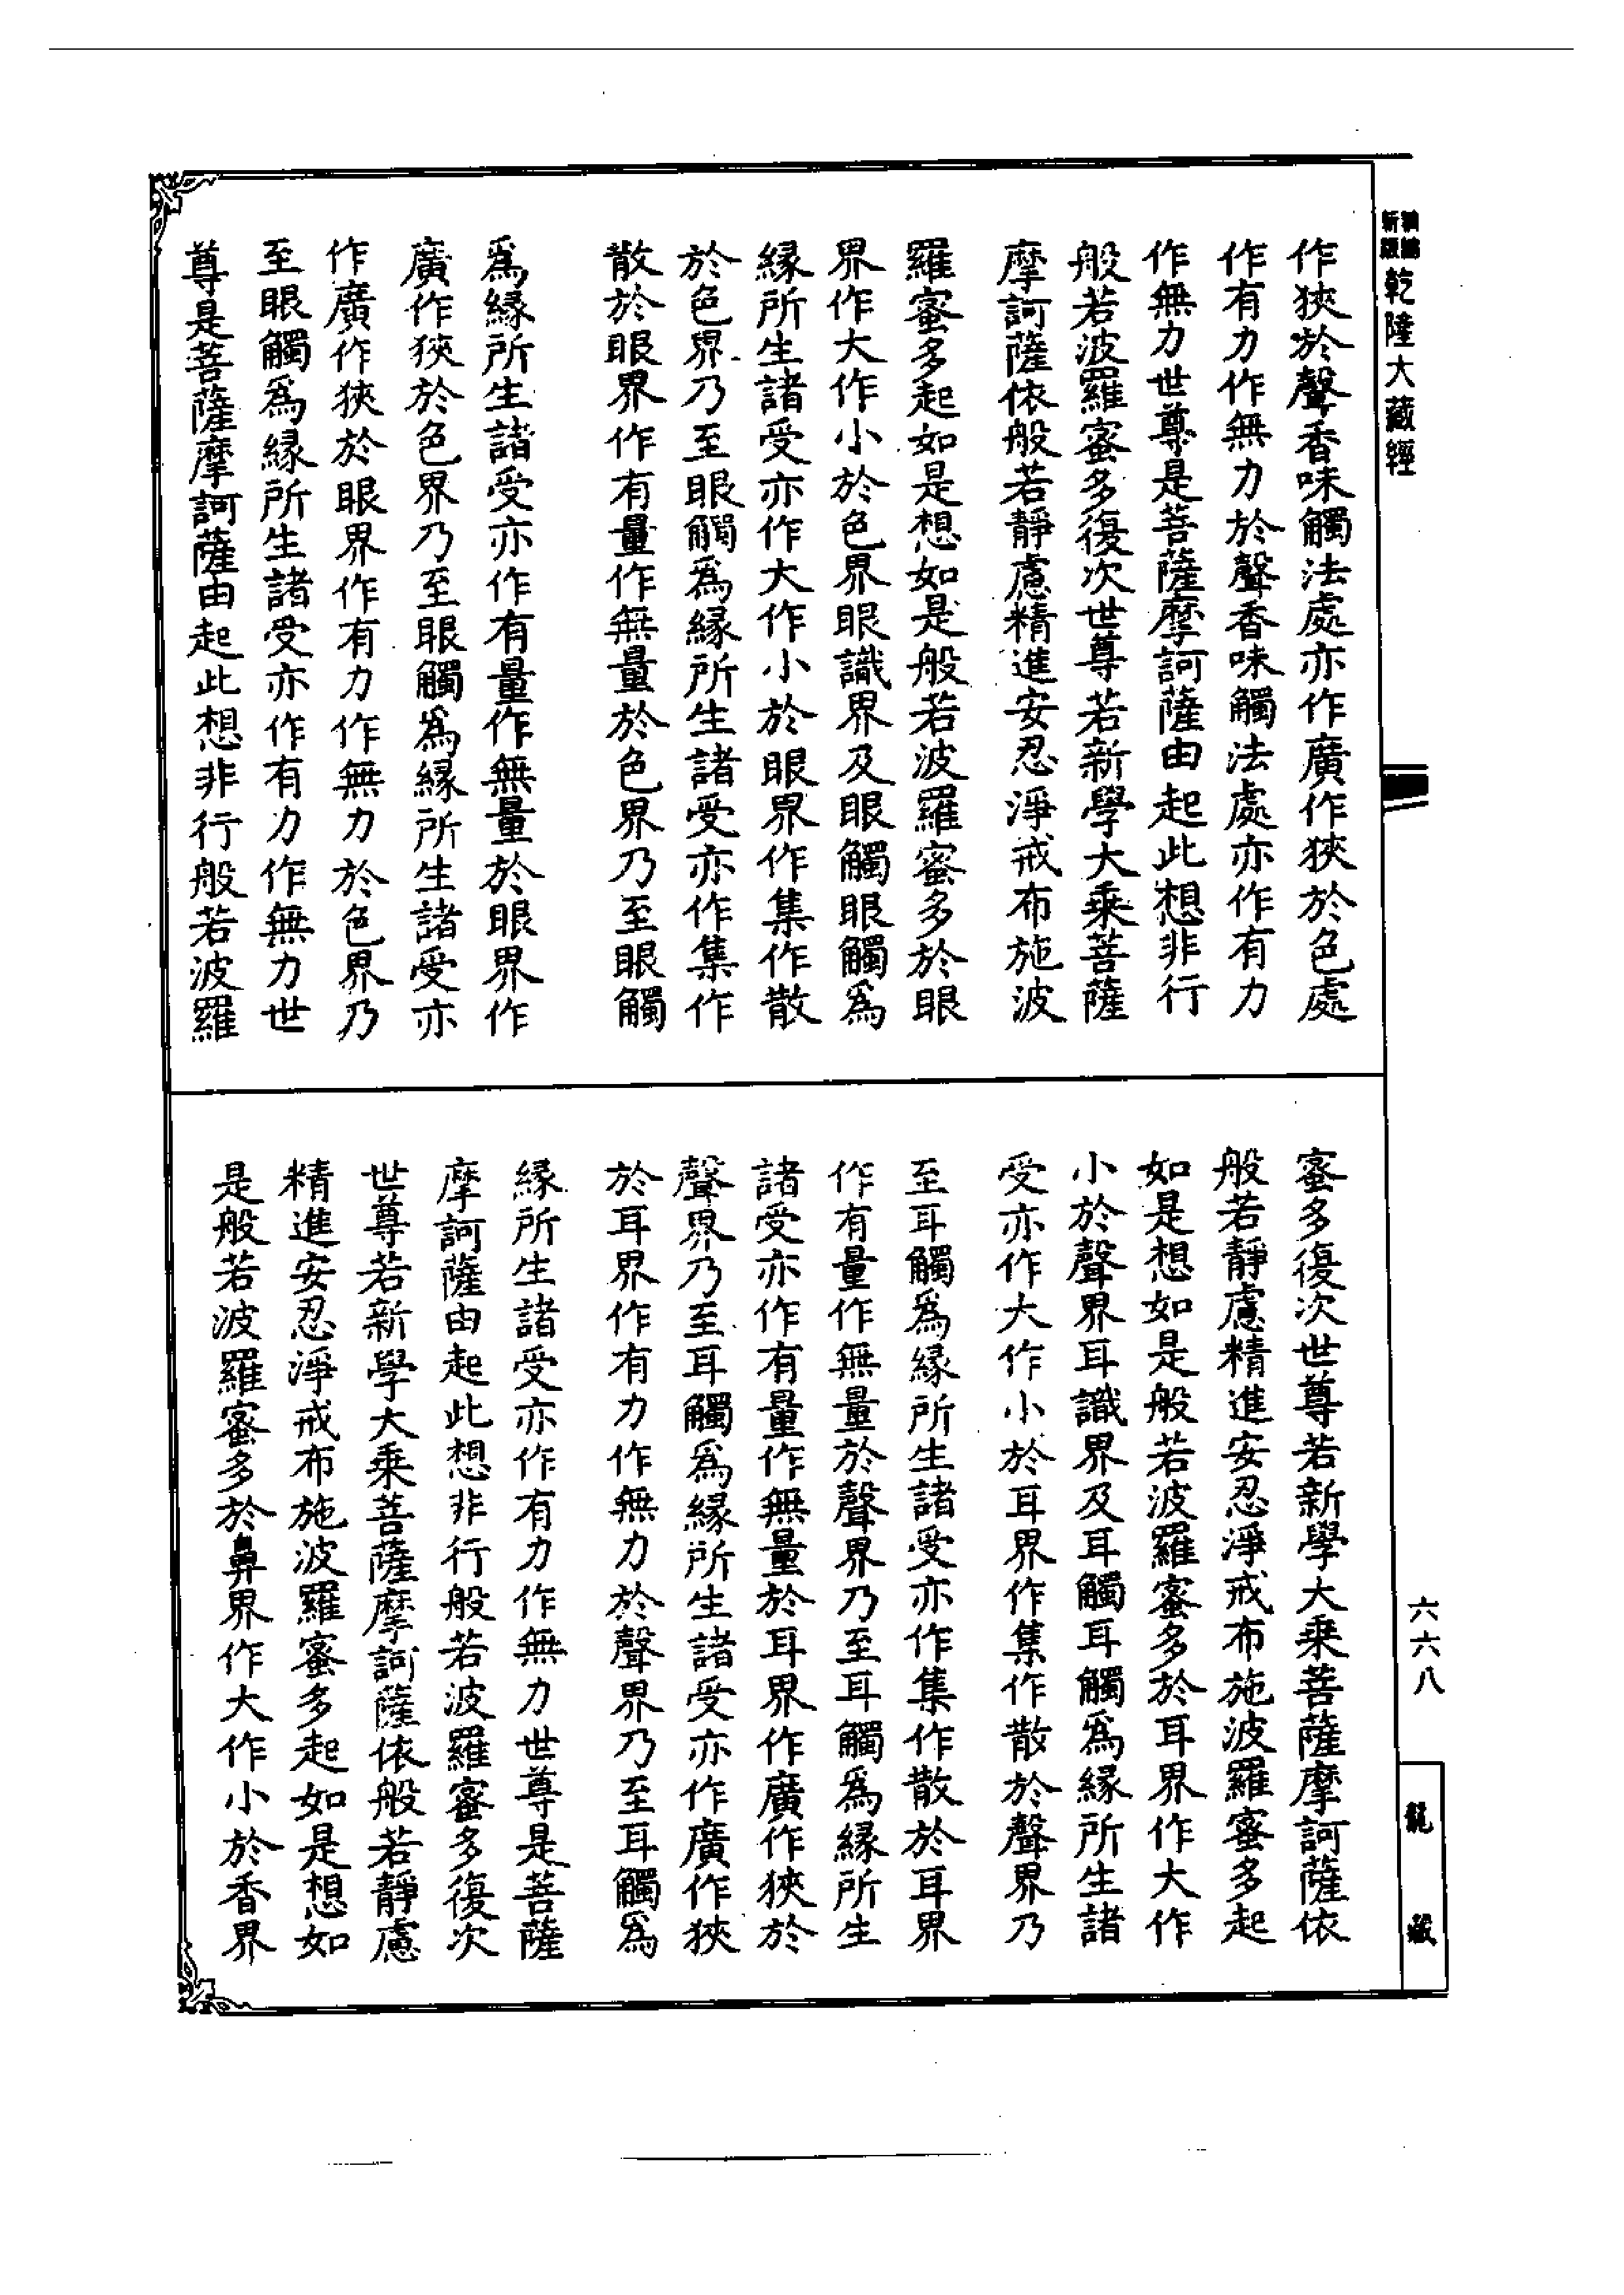 乾隆大藏經
作狹於聲香味觸法處亦作廣作狹於色處
作有力作無力於聲香味觸法處亦作有力
作無力世尊是菩薩摩訶薩由起此想非行
般若波羅蜜多復次世尊若新學大乘菩薩
摩訶薩依般若靜慮精進安忍淨戒布施波
羅蜜多起如是想如是般若波羅蜜多於眼
界作大作小於色界眼識界及眼觸眼觸爲
緣所生諸受亦作大作小於眼界作集作散
於色界乃至眼觸爲緣所生諸受亦作集作
散於眼界作有量作無量於色界乃至眼觸
爲緣所生諸受亦作有量作無量於眼界作
廣作狹於色界乃至眼觸爲緣所生諸受亦
作廣作狹於眼界作有力作無力於色界乃
至眼觸爲緣所生諸受亦作有力作無力世
尊是菩薩摩訶薩由起此想非行般若波羅
蜜多復次世尊若新學大乘菩薩摩訶薩依
般若靜慮精進安忍淨戒布施波羅蜜多起
如是想如是般若波羅蜜多於耳界作大作
小於聲界耳識界及耳觸耳觸爲緣所生諸
受亦作大作小於耳界作集作散於聲界乃
至耳觸爲緣所生諸受亦作集作散於耳界
作有量作無量於聲界乃至耳觸爲緣所生
諸受亦作有量作無量於耳界作廣作狹於
聲界乃至耳觸爲緣所生諸受亦作廣作狹
於耳界作有力作無力於聲界乃至耳觸爲
緣所生諸受亦作有力作無力世尊是菩薩
摩訶薩由起此想非行般若波羅蜜多復次
世尊若新學大乘菩薩摩訶薩依般若靜慮
精進安忍淨戒布施波羅蜜多起如是想如
是般若波羅蜜多於鼻界作大作小於香界
六六八
龍藏